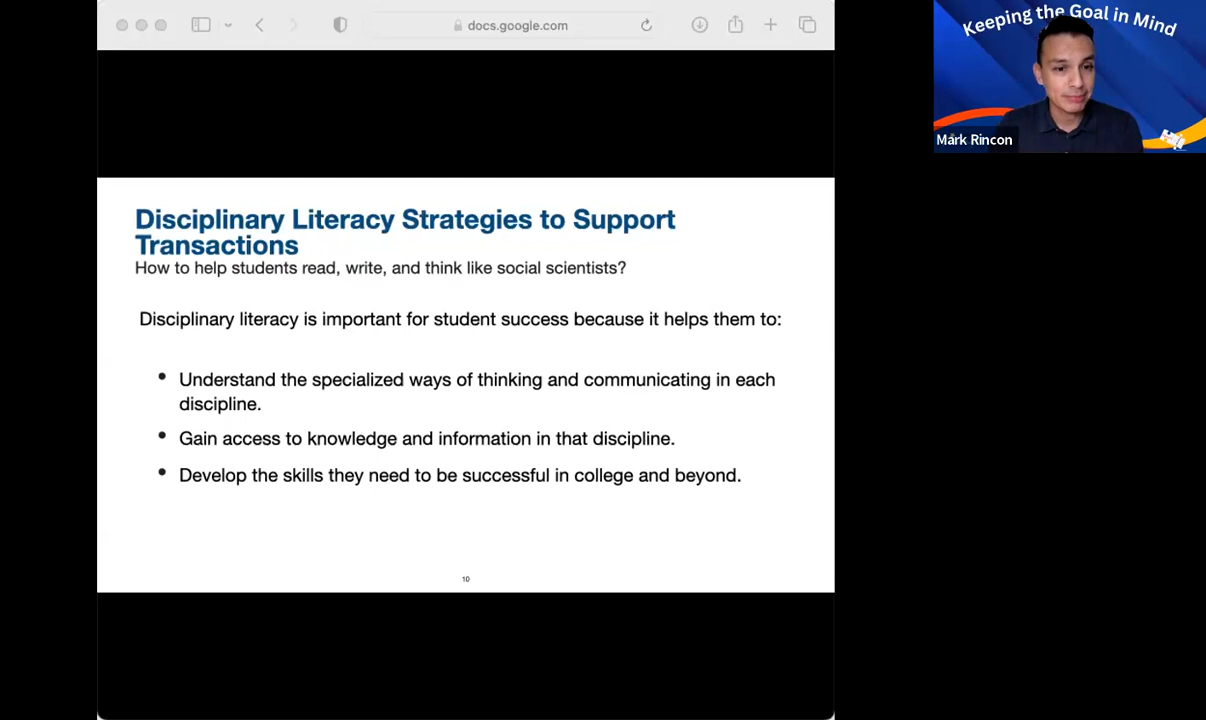 docs.google.com
Keeping the Goal in Mind
Mark Rincon
Disciplinary Literacy Strategies to Support
Transactions
How to help students read, write, and think like social scientists?
Disciplinary literacy is important for student success because it helps them to:
• Understand the specialized ways of thinking and communicating in each
discipline.
• Gain access to knowledge and information in that discipline.
• Develop the skills they need to be successful in college and beyond.
10